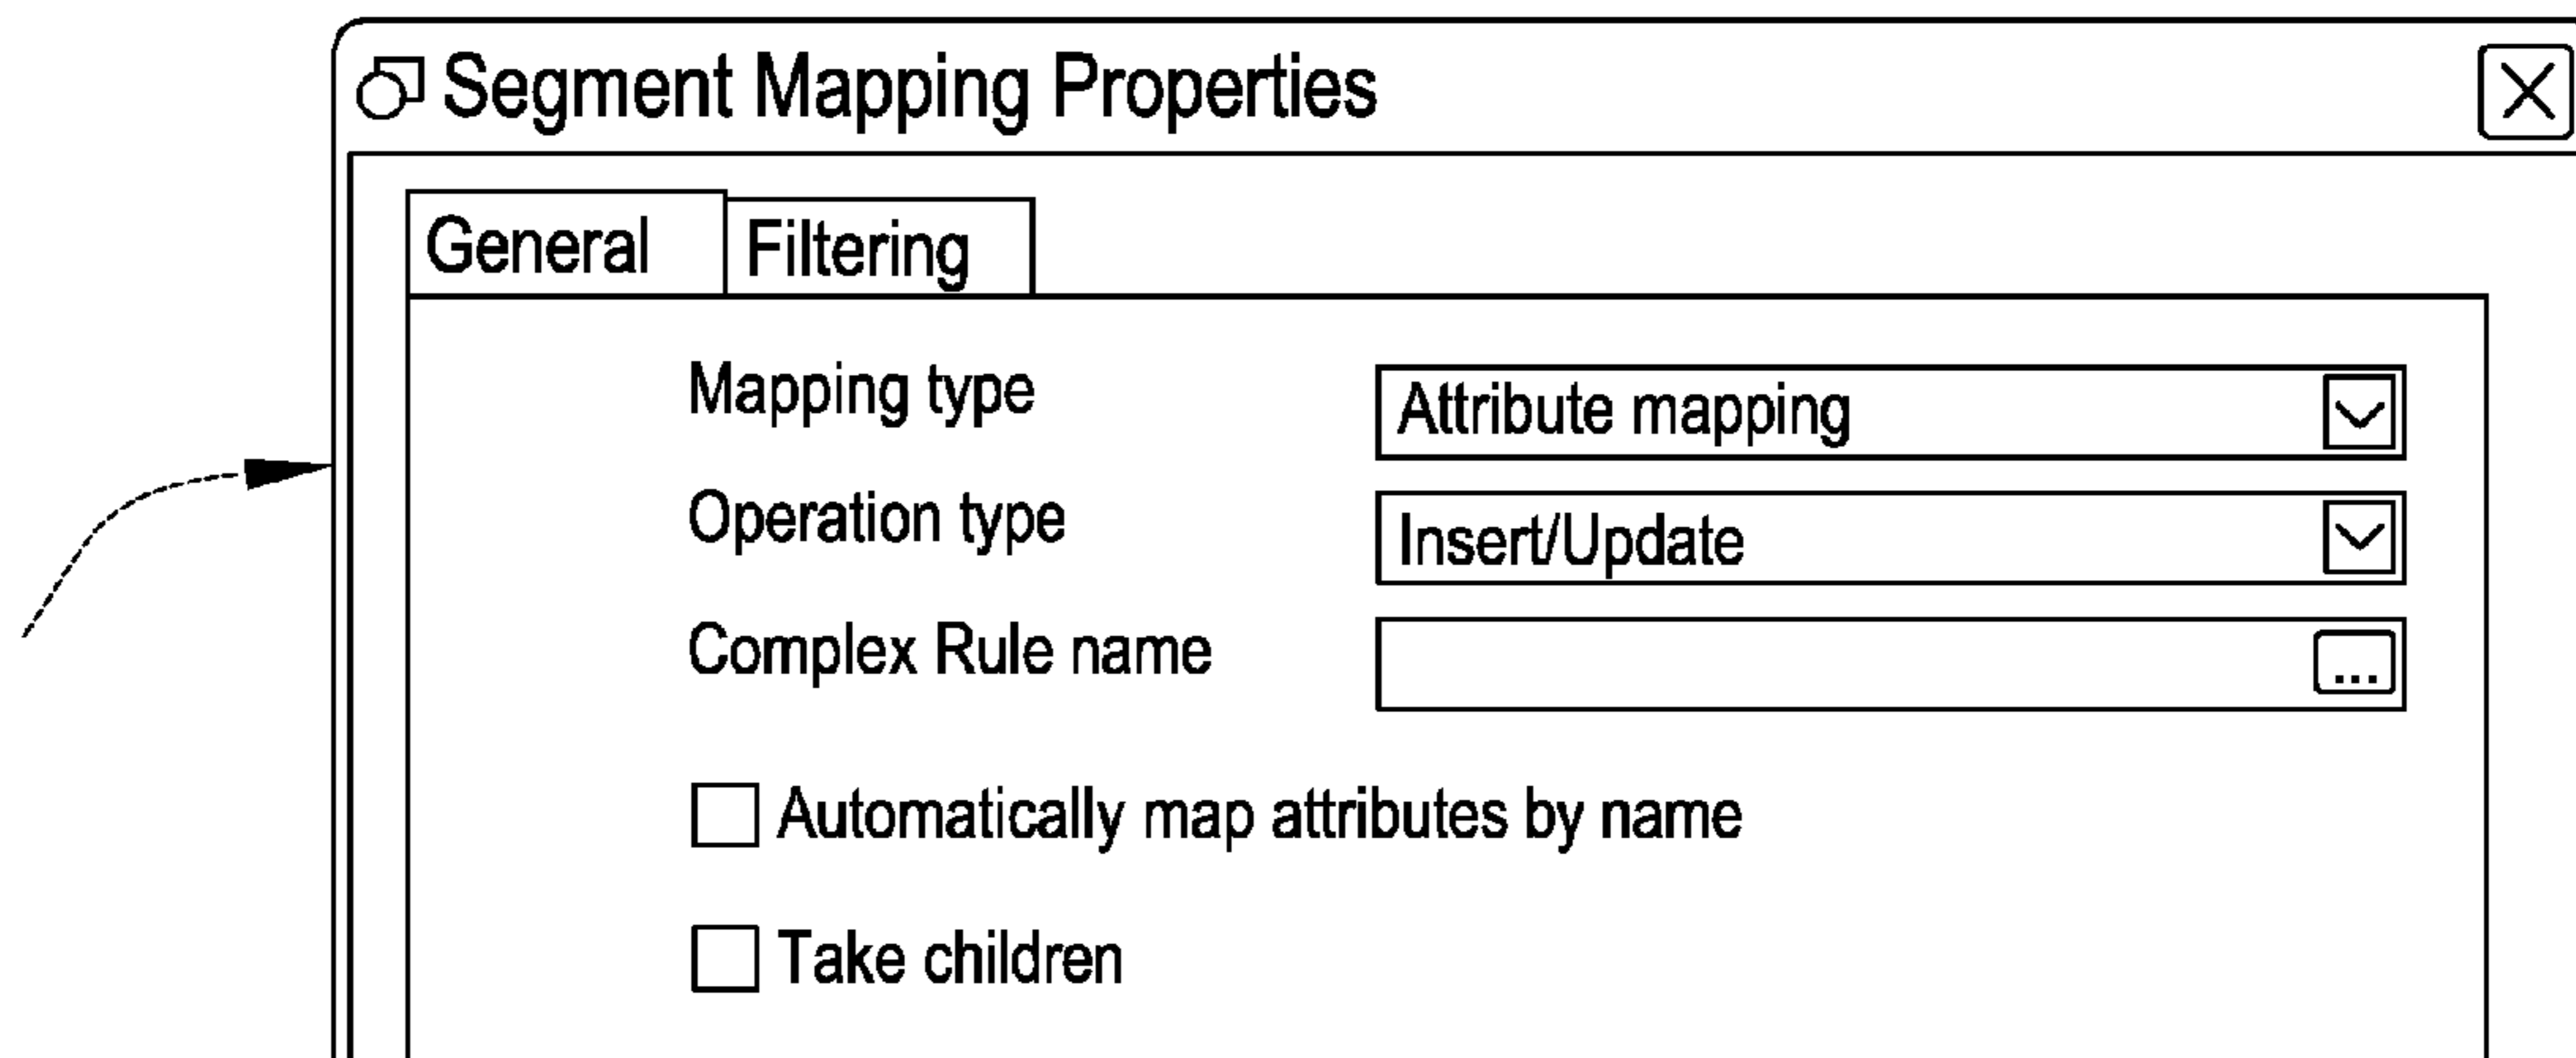 Segment Mapping Properties
General Filtering
Mapping type Attribute mapping
Operation type Insert/Update
Complex Rule name ...
Automatically map attributes by name
Take children